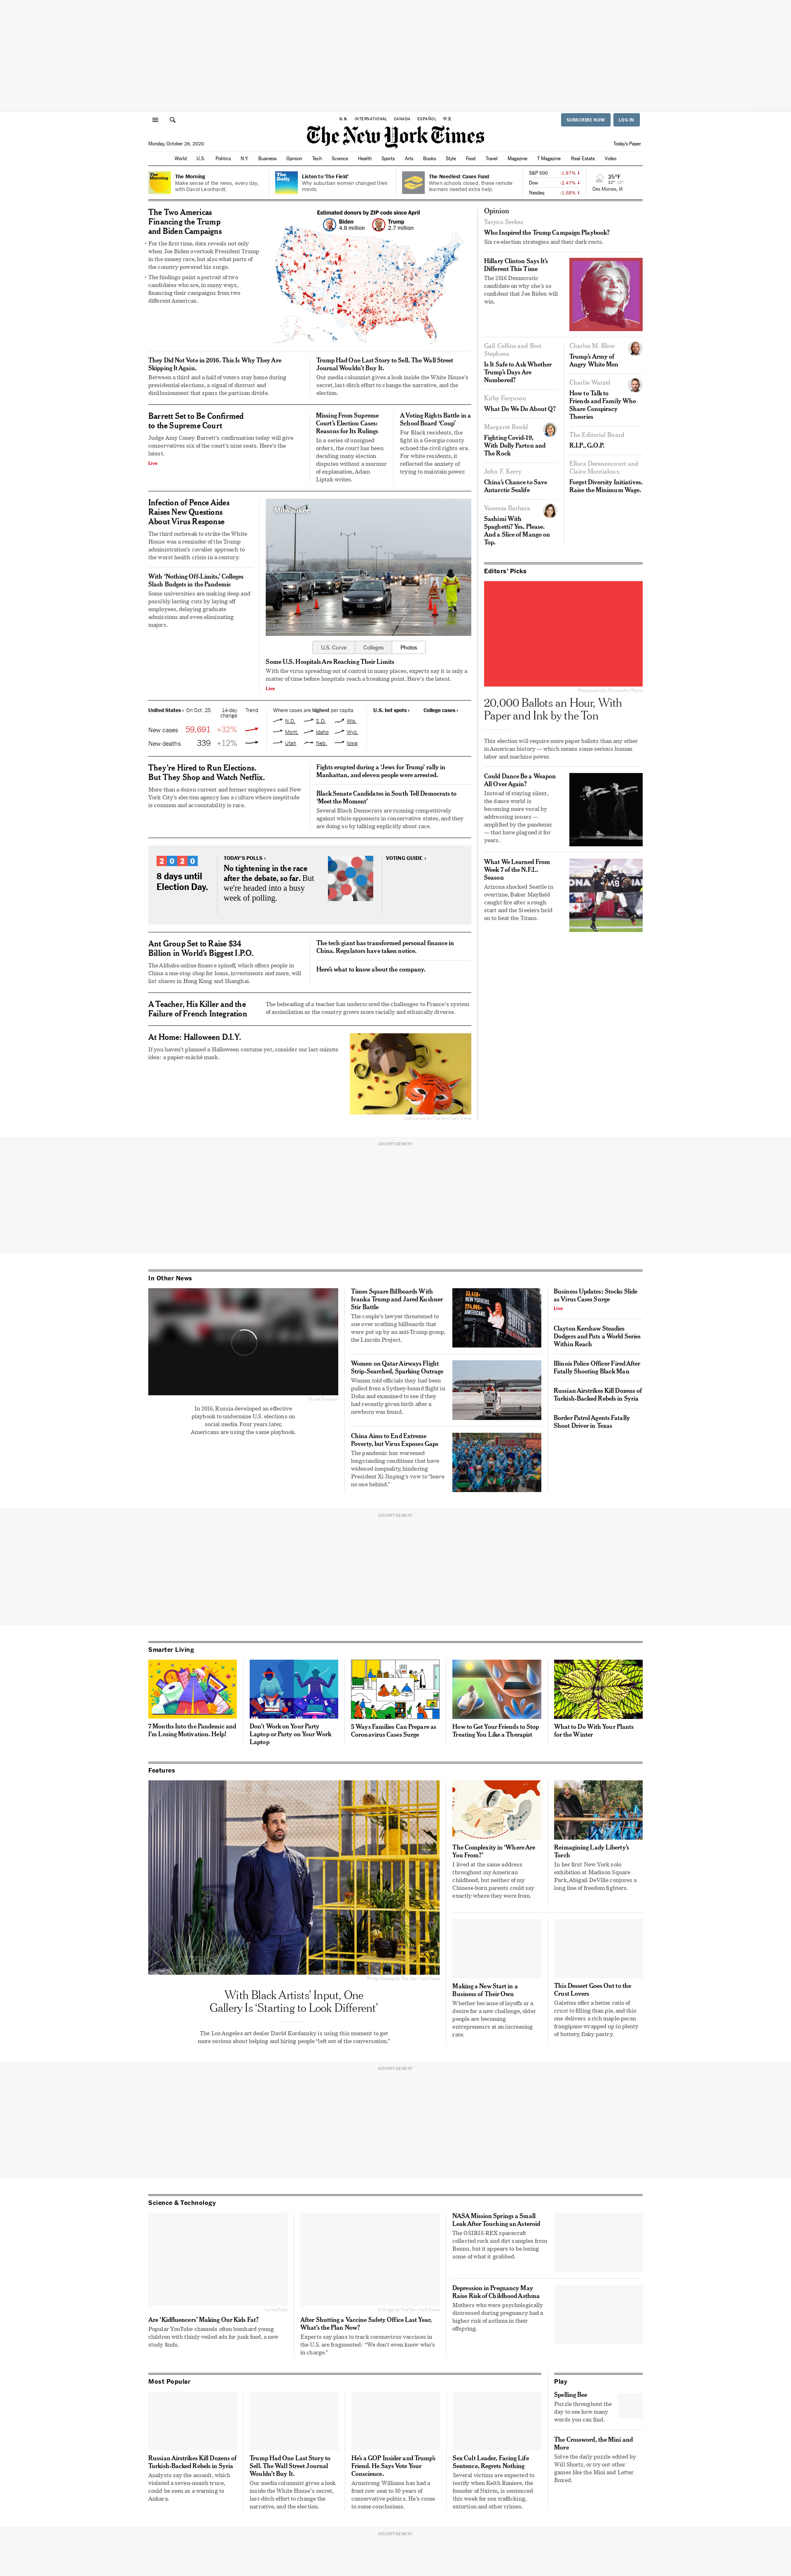 U.S. INTERNATIONAL CANADA ESPAÑOL 中文
SUBSCRIBE NOW LOG IN
The New York Times
Monday, October 26, 2020
Today's Paper
World U.S. Politics N.Y. Business Opinion Tech Science Health Sports Arts Books Style Food Travel Magazine T Magazine Real Estate Video
The Morning
Make sense of the news, every day,
with David Leonhardt.
Listen to 'The Field'
Why suburban women changed their
minds.
The Neediest Cases Fund
When schools closed, these remote
learners needed extra help.
S&P 500 -1.87% ↓
Dow -2.47% ↓
Nasdaq -1.58% ↓
25°F
Des Moines, IA
The Two Americas
Financing the Trump
and Biden Campaigns
• For the first time, data reveals not only
when Joe Biden overtook President Trump
in the money race, but also what parts of
the country powered his surge.
• The findings paint a portrait of two
candidates who are, in many ways,
financing their campaigns from two
different Americas.
Estimated donors by ZIP code since April
Biden
4.9 million
Trump
2.7 million
They Did Not Vote in 2016. This Is Why They Are
Skipping It Again.
Between a third and a half of voters stay home during
presidential elections, a signal of distrust and
disillusionment that spans the partisan divide.
Trump Had One Last Story to Sell. The Wall Street
Journal Wouldn't Buy It.
Our media columnist gives a look inside the White House's
secret, last-ditch effort to change the narrative, and the
election.
Barrett Set to Be Confirmed
to the Supreme Court
Judge Amy Coney Barrett's confirmation today will give
conservatives six of the court's nine seats. Here's the
latest.
Live
Missing From Supreme
Court's Election Cases:
Reasons for Its Rulings
In a series of unsigned
orders, the court has been
deciding many election
disputes without a murmur
of explanation, Adam
Liptak writes.
A Voting Rights Battle in a
School Board 'Coup'
For Black residents, the
fight in a Georgia county
echoed the civil rights era.
For white residents, it
reflected the anxiety of
trying to maintain power.
Infection of Pence Aides
Raises New Questions
About Virus Response
The third outbreak to strike the White
House was a reminder of the Trump
administration's cavalier approach to
the worst health crisis in a century.
With 'Nothing Off-Limits,' Colleges
Slash Budgets in the Pandemic
Some universities are making deep and
possibly lasting cuts by laying off
employees, delaying graduate
admissions and even eliminating
majors.
Milwaukee
U.S. Curve Colleges Photos
Some U.S. Hospitals Are Reaching Their Limits
With the virus spreading out of control in many places, experts say it is only a
matter of time before hospitals reach a breaking point. Here's the latest.
Live
United States › On Oct. 25 14-day change Trend
New cases 59,691 +32%
New deaths 339 +12%
Where cases are highest per capita
N.D. S.D. Wis.
Mont. Idaho Wyo.
Utah Neb. Iowa
U.S. hot spots › College cases ›
They're Hired to Run Elections.
But They Shop and Watch Netflix.
More than a dozen current and former employees said New
York City's election agency has a culture where ineptitude
is common and accountability is rare.
Fights erupted during a 'Jews for Trump' rally in
Manhattan, and eleven people were arrested.
Black Senate Candidates in South Tell Democrats to
'Meet the Moment'
Several Black Democrats are running competitively
against white opponents in conservative states, and they
are doing so by talking explicitly about race.
2020
8 days until
Election Day.
TODAY'S POLLS ›
No tightening in the race
after the debate, so far. But
we're headed into a busy
week of polling.
VOTING GUIDE ›
Ant Group Set to Raise $34
Billion in World's Biggest I.P.O.
The Alibaba online finance spinoff, which offers people in
China a one-stop shop for loans, investments and more, will
list shares in Hong Kong and Shanghai.
The tech giant has transformed personal finance in
China. Regulators have taken notice.
Here's what to know about the company.
A Teacher, His Killer and the
Failure of French Integration
The beheading of a teacher has underscored the challenges to France's system
of assimilation as the country grows more racially and ethnically diverse.
At Home: Halloween D.I.Y.
If you haven't planned a Halloween costume yet, consider our last-minute
idea: a papier-mâché mask.
Opinion
Yaryna Serkez
Who Inspired the Trump Campaign Playbook?
Six re-election strategies and their dark roots.
Hillary Clinton Says It's
Different This Time
The 2016 Democratic
candidate on why she's so
confident that Joe Biden will
win.
Gail Collins and Bret
Stephens
Is It Safe to Ask Whether
Trump's Days Are
Numbered?
Kirby Ferguson
What Do We Do About Q?
Margaret Renkl
Fighting Covid-19,
With Dolly Parton and
The Rock
John F. Kerry
China's Chance to Save
Antarctic Sealife
Vanessa Barbara
Sashimi With
Spaghetti? Yes, Please.
And a Slice of Mango on
Top.
Charles M. Blow
Trump's Army of
Angry White Men
Charlie Warzel
How to Talk to
Friends and Family Who
Share Conspiracy
Theories
The Editorial Board
R.I.P., G.O.P.
Ellora Derenoncourt and
Claire Montialoux
Forget Diversity Initiatives.
Raise the Minimum Wage.
Editors' Picks
Photographs by Christopher Payne
20,000 Ballots an Hour, With
Paper and Ink by the Ton
This election will require more paper ballots than any other
in American history — which means some serious human
labor and machine power.
Could Dance Be a Weapon
All Over Again?
Instead of staying silent,
the dance world is
becoming more vocal by
addressing issues —
amplified by the pandemic
— that have plagued it for
years.
What We Learned From
Week 7 of the N.F.L.
Season
Arizona shocked Seattle in
overtime, Baker Mayfield
caught fire after a rough
start and the Steelers held
on to beat the Titans.
ADVERTISEMENT
In Other News
In 2016, Russia developed an effective
playbook to undermine U.S. elections on
social media. Four years later,
Americans are using the same playbook.
Times Square Billboards With
Ivanka Trump and Jared Kushner
Stir Battle
The couple's lawyer threatened to
sue over scathing billboards that
were put up by an anti-Trump group,
the Lincoln Project.
Women on Qatar Airways Flight
Strip-Searched, Sparking Outrage
Women told officials they had been
pulled from a Sydney-bound flight in
Doha and examined to see if they
had recently given birth after a
newborn was found.
China Aims to End Extreme
Poverty, but Virus Exposes Gaps
The pandemic has worsened
longstanding conditions that have
widened inequality, hindering
President Xi Jinping's vow to "leave
no one behind."
Business Updates: Stocks Slide
as Virus Cases Surge
Live
Clayton Kershaw Steadies
Dodgers and Puts a World Series
Within Reach
Illinois Police Officer Fired After
Fatally Shooting Black Man
Russian Airstrikes Kill Dozens of
Turkish-Backed Rebels in Syria
Border Patrol Agents Fatally
Shoot Driver in Texas
ADVERTISEMENT
Smarter Living
7 Months Into the Pandemic and
I'm Losing Motivation. Help!
Don't Work on Your Party
Laptop or Party on Your Work
Laptop
5 Ways Families Can Prepare as
Coronavirus Cases Surge
How to Get Your Friends to Stop
Treating You Like a Therapist
What to Do With Your Plants
for the Winter
Features
With Black Artists' Input, One
Gallery Is 'Starting to Look Different'
The Los Angeles art dealer David Kordansky is using this moment to get
more serious about helping and hiring people "left out of the conversation."
The Complexity in 'Where Are
You From?'
I lived at the same address
throughout my American
childhood, but neither of my
Chinese-born parents could say
exactly where they were from.
Reimagining Lady Liberty's
Torch
In her first New York solo
exhibition at Madison Square
Park, Abigail DeVille conjures a
long line of freedom fighters.
Making a New Start in a
Business of Their Own
Whether because of layoffs or a
desire for a new challenge, older
people are becoming
entrepreneurs at an increasing
rate.
This Dessert Goes Out to the
Crust Lovers
Galettes offer a better ratio of
crust to filling than pie, and this
one delivers a rich maple-pecan
frangipane wrapped up in plenty
of buttery, flaky pastry.
ADVERTISEMENT
Science & Technology
Are 'Kidfluencers' Making Our Kids Fat?
Popular YouTube channels often bombard young
children with thinly veiled ads for junk food, a new
study finds.
After Shutting a Vaccine Safety Office Last Year,
What's the Plan Now?
Experts say plans to track coronavirus vaccines in
the U.S. are fragmented: "We don't even know who's
in charge."
NASA Mission Springs a Small
Leak After Touching an Asteroid
The OSIRIS-REX spacecraft
collected rock and dirt samples from
Bennu, but it appears to be losing
some of what it grabbed.
Depression in Pregnancy May
Raise Risk of Childhood Asthma
Mothers who were psychologically
distressed during pregnancy had a
higher risk of asthma in their
offspring.
Most Popular
Russian Airstrikes Kill Dozens of
Turkish-Backed Rebels in Syria
Analysts say the assault, which
violated a seven-month truce,
could be seen as a warning to
Ankara.
Trump Had One Last Story to
Sell. The Wall Street Journal
Wouldn't Buy It.
Our media columnist gives a look
inside the White House's secret,
last-ditch effort to change the
narrative, and the election.
He's a GOP Insider and Trump's
Friend. He Says Vote Your
Conscience.
Armstrong Williams has had a
front row seat to 30 years of
conservative politics. He's come
to some conclusions.
Sex Cult Leader, Facing Life
Sentence, Regrets Nothing
Several victims are expected to
testify when Keith Raniere, the
founder of Nxivm, is sentenced
this week for sex trafficking,
extortion and other crimes.
Play
Spelling Bee
Puzzle throughout the
day to see how many
words you can find.
The Crossword, the Mini and
More
Solve the daily puzzle edited by
Will Shortz, or try out other
games like the Mini and Letter
Boxed.
ADVERTISEMENT